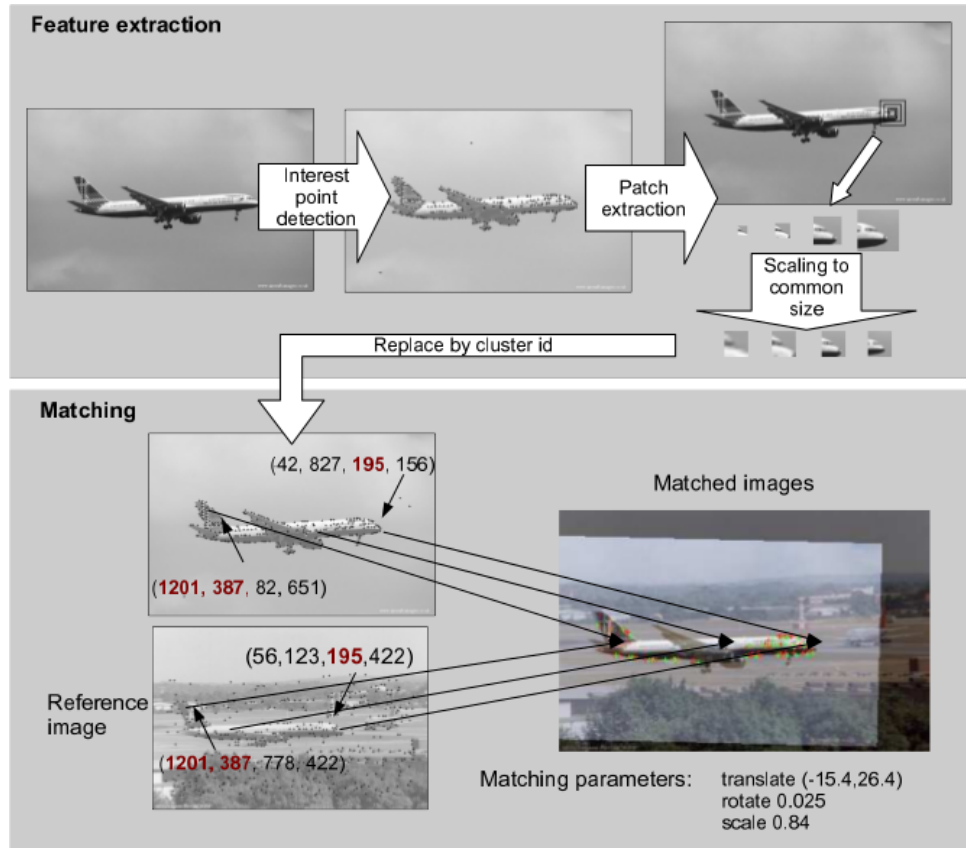 Feature extraction
Interest
point
detection
Patch
extraction
Scaling to
common
size
Replace by cluster id
Matching
(42, 827, 195, 156)
(1201, 387, 82, 651)
Reference
image
(56,123,195,422)
(1201, 387, 778, 422)
Matched images
Matching parameters:
translate (-15.4,26.4)
rotate 0.025
scale 0.84